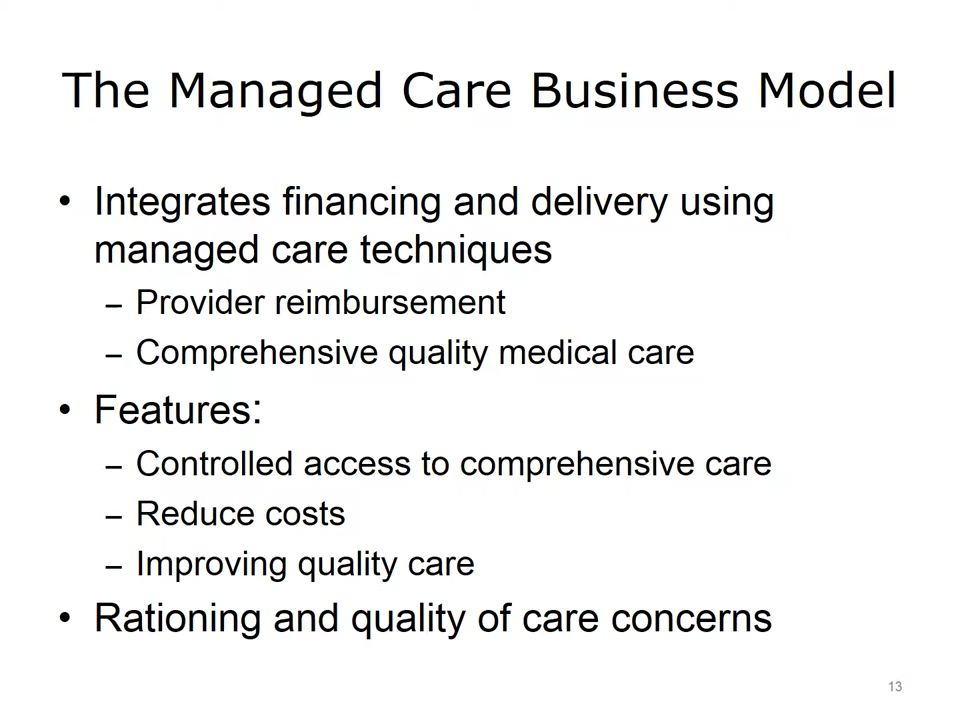 The Managed Care Business Model
• Integrates financing and delivery using
managed care techniques
– Provider reimbursement
– Comprehensive quality medical care
• Features:
– Controlled access to comprehensive care
– Reduce costs
– Improving quality care
• Rationing and quality of care concerns
13